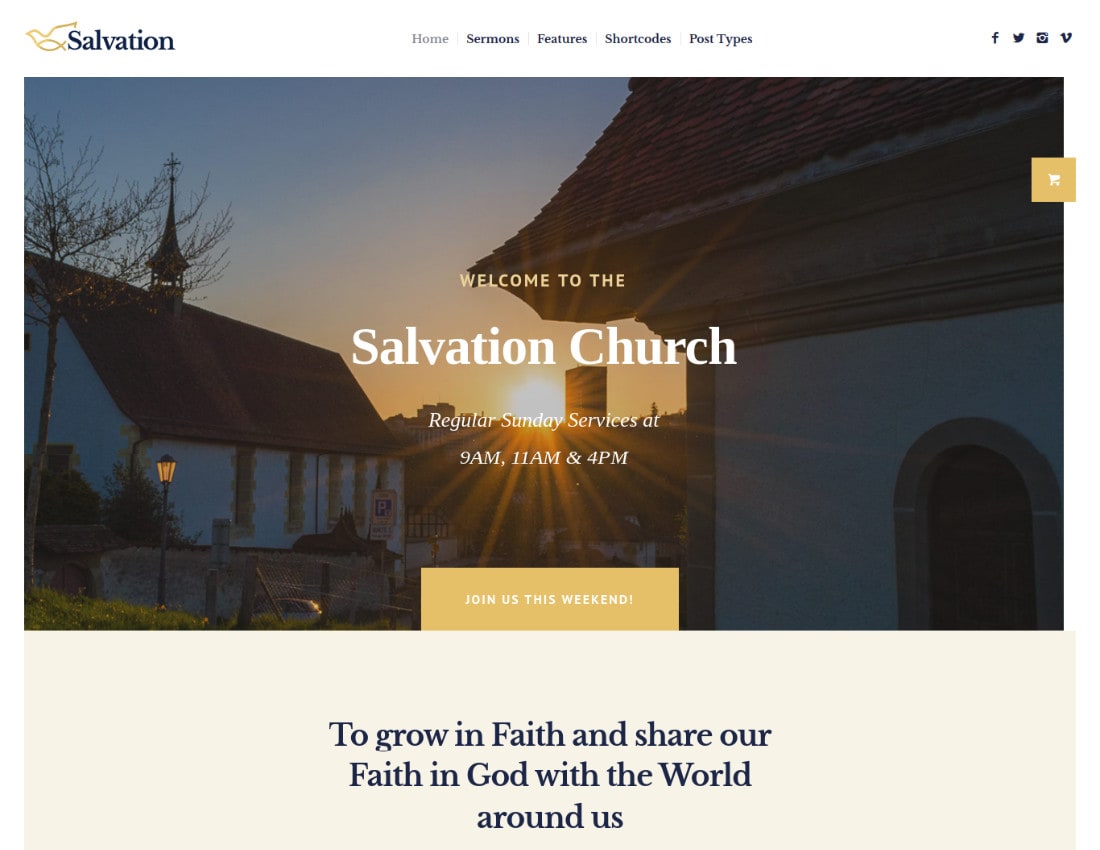 Salvation
Home Sermons Features Shortcodes Post Types
WELCOME TO THE
Salvation Church
Regular Sunday Services at
9AM, 11AM & 4PM
P
JOIN US THIS WEEKEND!
To grow in Faith and share our
Faith in God with the World
around us